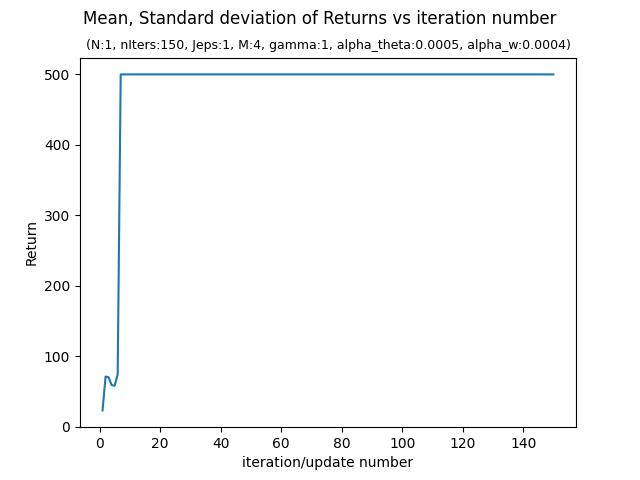 Mean, Standard deviation of Returns vs iteration number
(N:1, nIters:150, Jeps:1, M:4, gamma:1, alpha_theta:0.0005, alpha_w:0.0004)
500
400
300
200
100
0
Return
0 20 40 60 80 100 120 140
iteration/update number